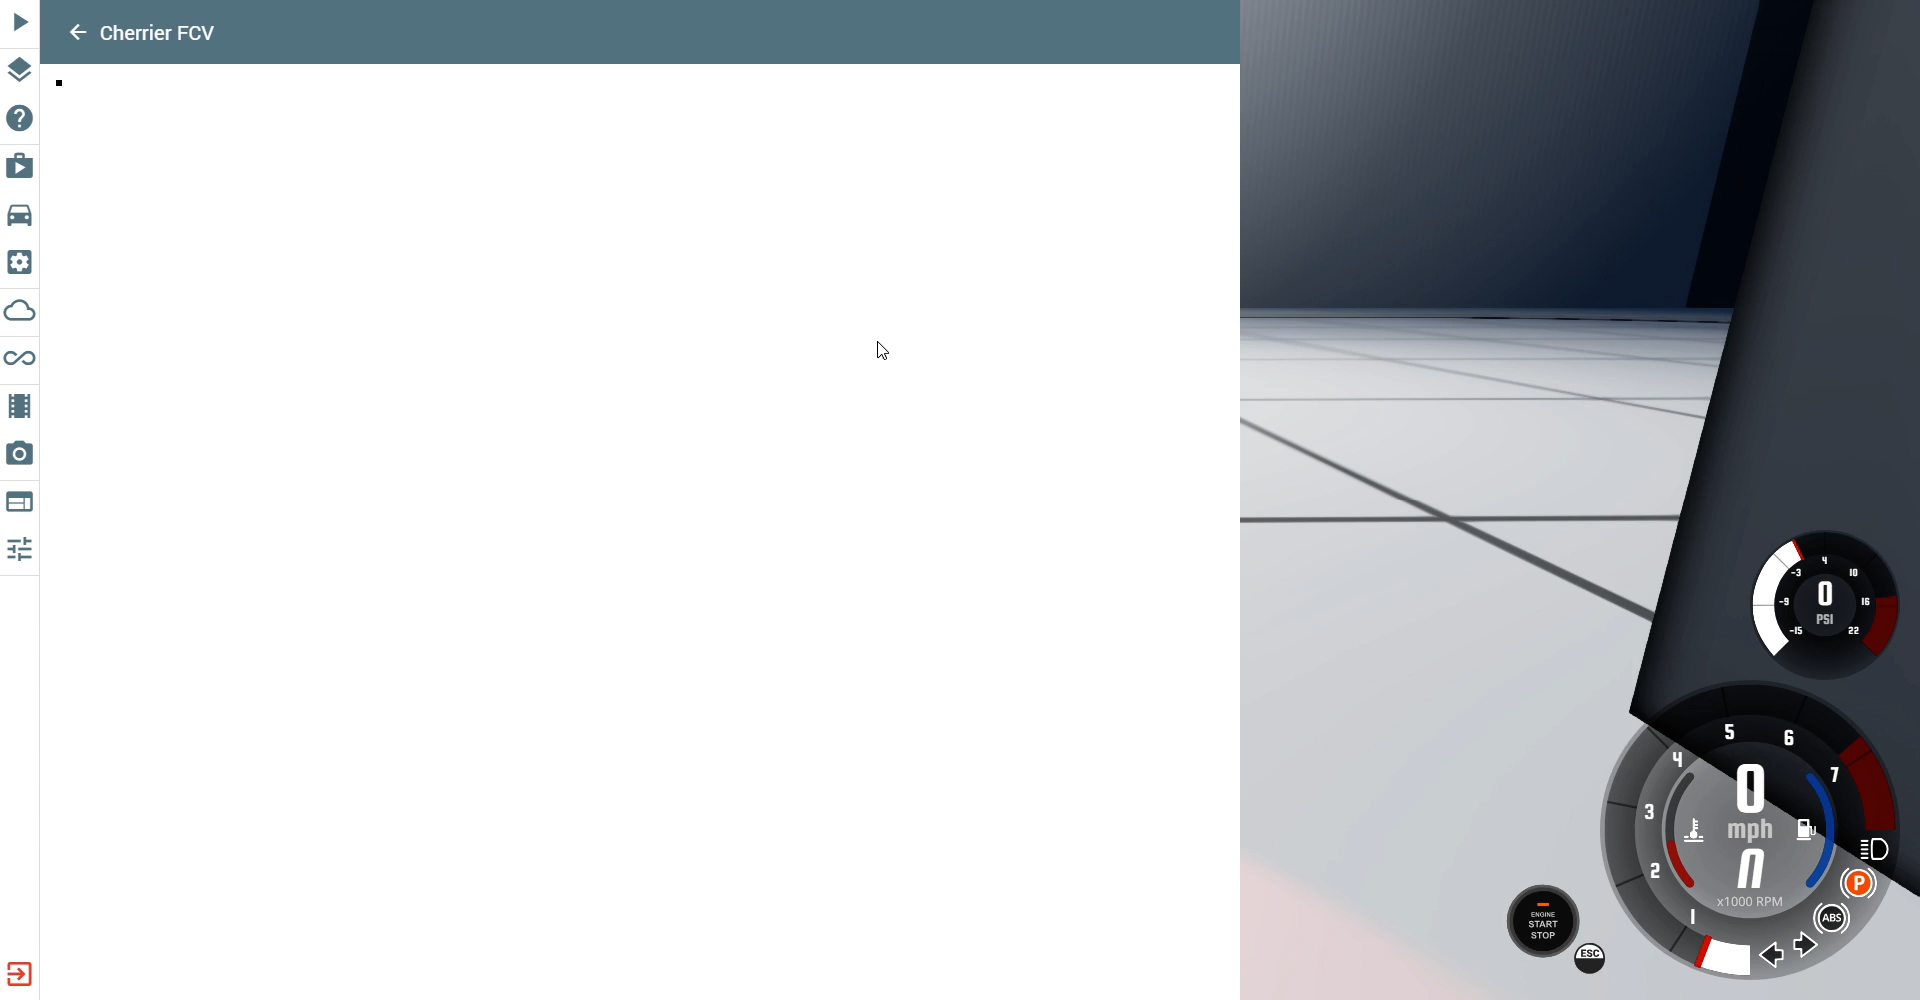 Cherrier FCV
4
-3
10
-9
0
16
PSI
-15
22
5
6
4
7
0
3
mph
2
n
x1000 RPM
P
1
ABS
ENGINE
START
STOP
ESC